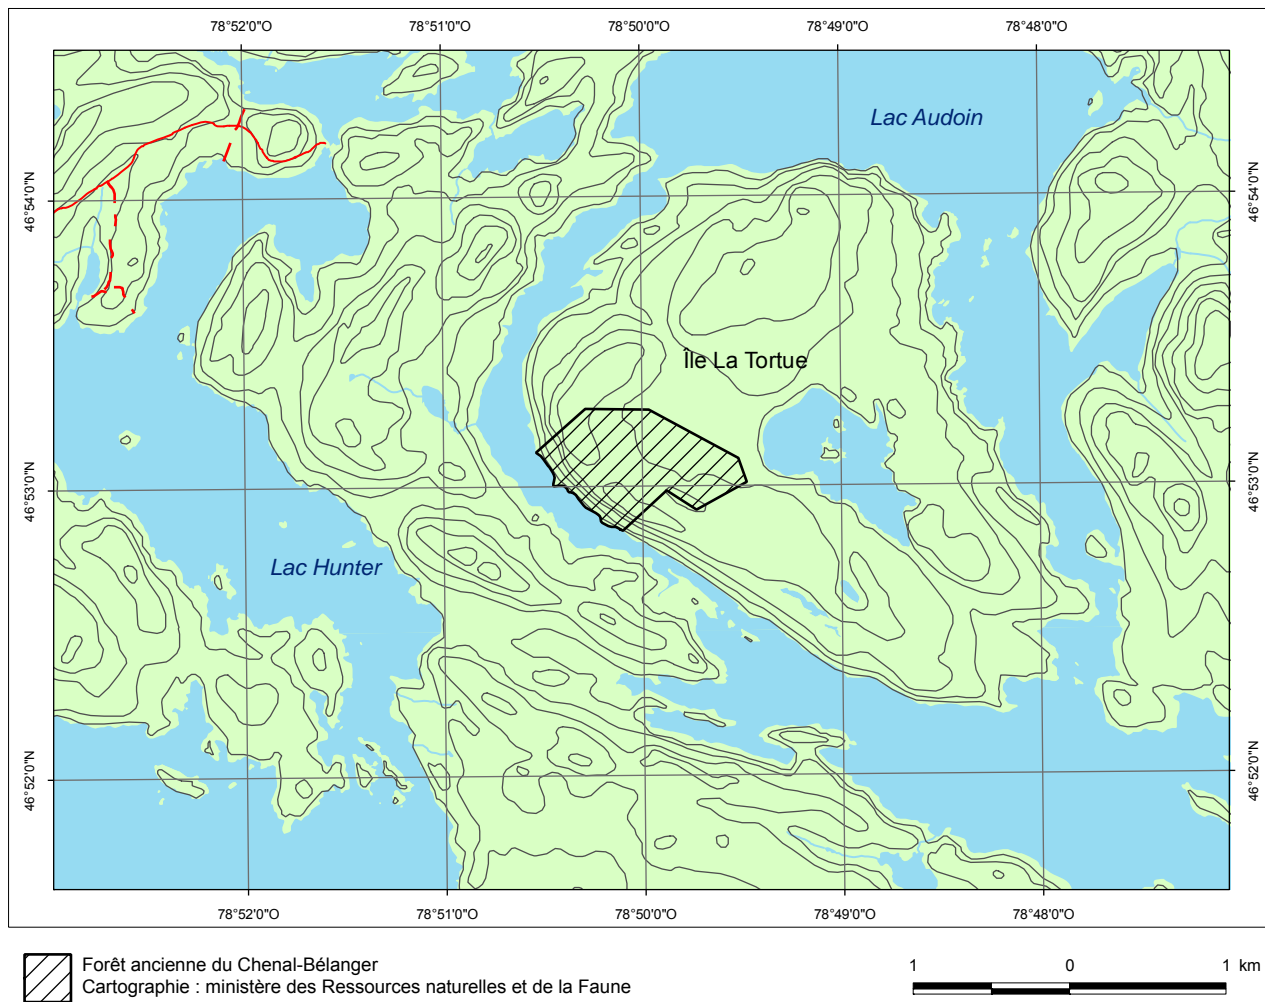 78°52'0"O 78°51'0"O 78°50'0"O 78°49'0"O 78°48'0"O
Lac Audoin
46°54'0"N 46°54'0"N
Île La Tortue
46°53'0"N 46°53'0"N
Lac Hunter
46°52'0"N 46°52'0"N
78°52'0"O 78°51'0"O 78°50'0"O 78°49'0"O 78°48'0"O
Forêt ancienne du Chenal-Bélanger
Cartographie : ministère des Ressources naturelles et de la Faune
1 0 1 km